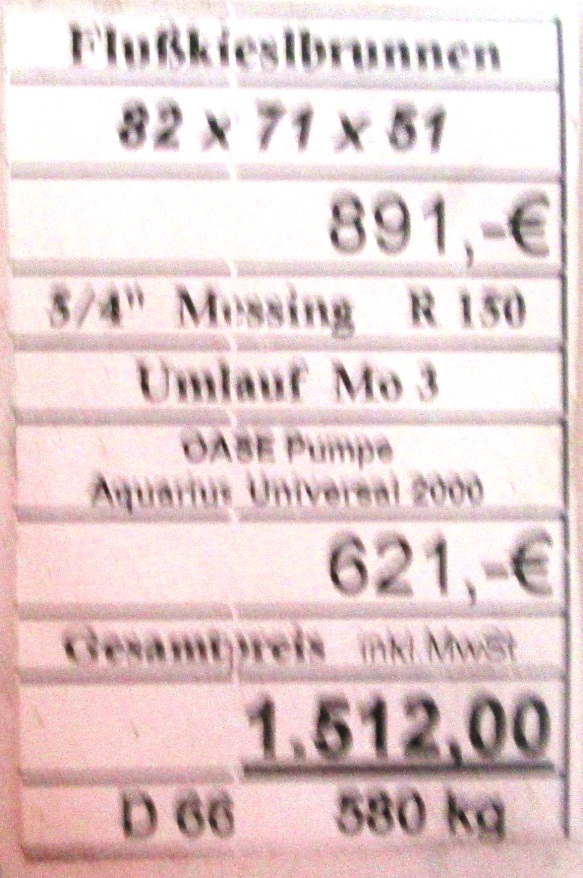 Flußkieslbrunnen
82 x 71 x 51
891,-€
5/4" Messing R 150
Umlauf Mo 3
OASE Pumpe
Aquarius Universal 2000
621,-€
Gesamtpreis inkl.MwSt
1.512,00
D 66 580 kg